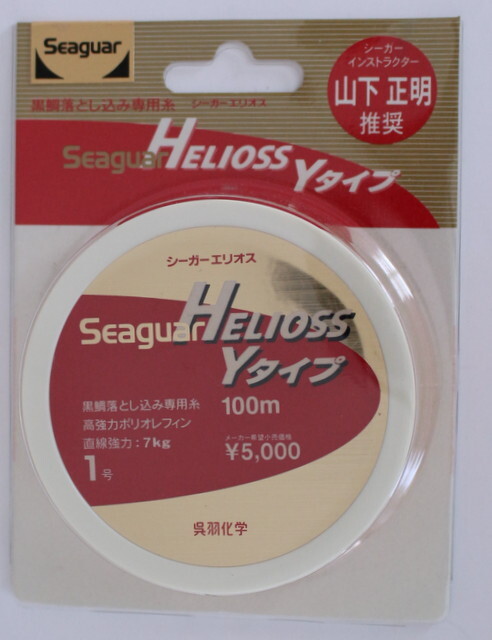 Seaguar
シーガー
インストラクター
山下 正明
推奨
黒鯛落とし込み専用糸 シーガーエリオス
Seaguar HELIOSS
Yタイプ
シーガーエリオス
Seaguar HELIOSS
Yタイプ
黒鯛落とし込み専用糸
高強力ポリオレフィン
直線強力:7kg
1号
100m
メーカー希望小売価格
¥5,000
呉羽化学